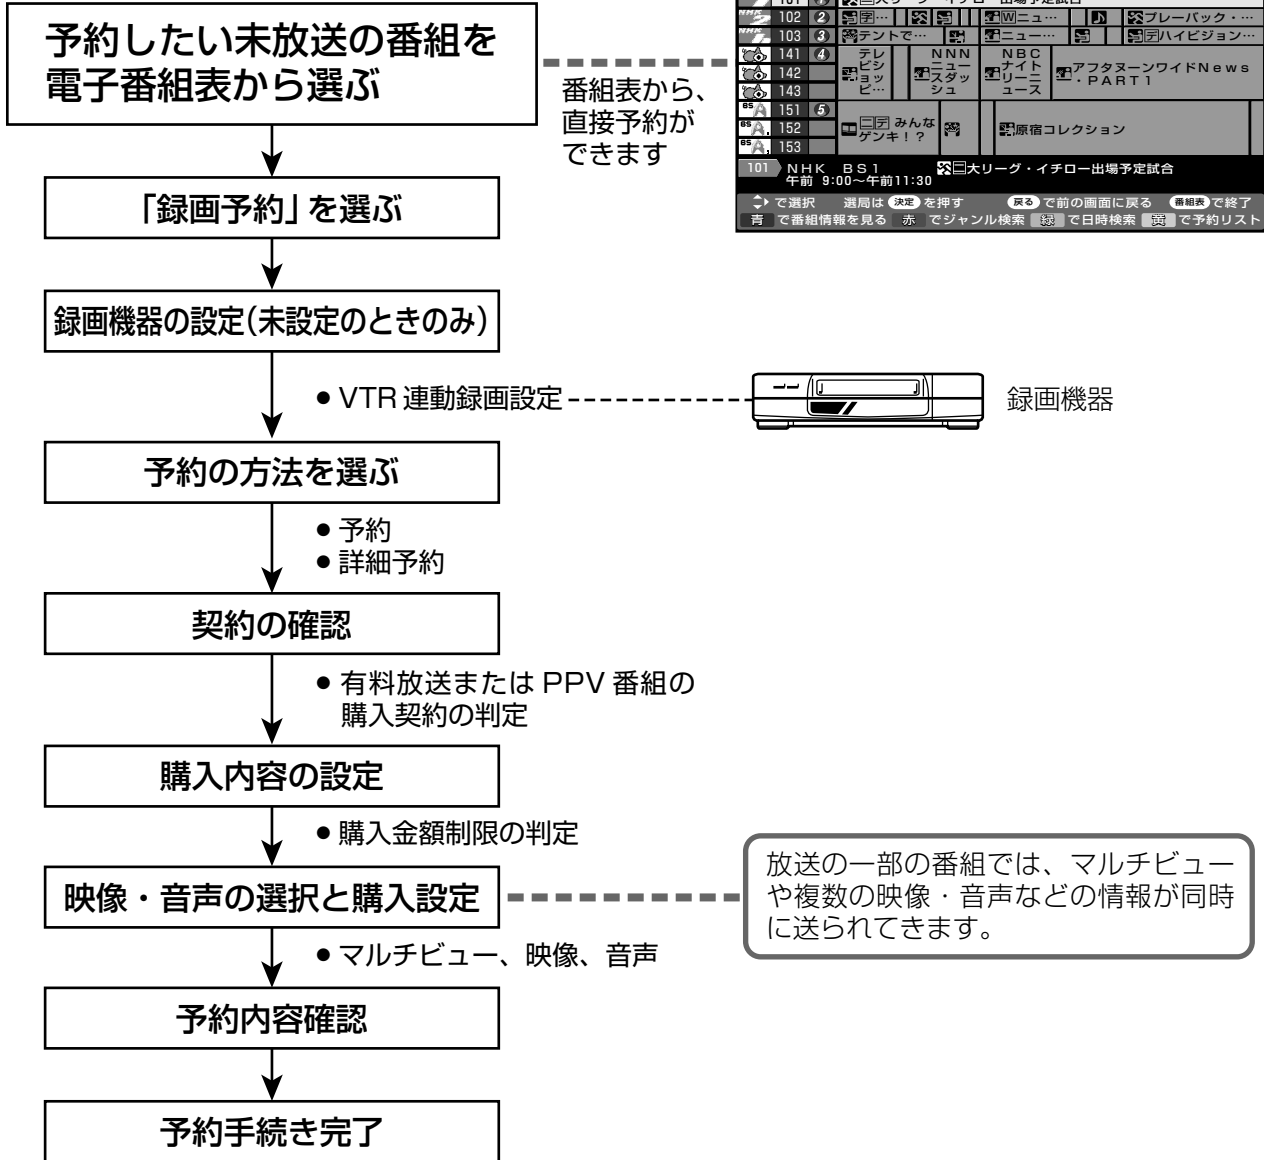 予約したい未放送の番組を
電子番組表から選ぶ
番組表から、
直接予約が
できます
102 2 字… Wニュ… プレーバック・…
103 3 テントで… ニュー… デハイビジョン…
141 4
142
143
テレ
ビシ
ョッ
ピ…
NNN
ニュー
スダッ
シュ
NBC
ナイト
リーニ
ュース
アフタヌーンワイドNews
・PART1
151 5
152
153
二デ みんな
ゲンキ!?
原宿コレクション
101 NHK BS1 二大リーグ・イチロー出場予定試合
午前 9:00～午前11:30
で選択 選局は 決定 を押す 戻る で前の画面に戻る 番組表 で終了
青 で番組情報を見る 赤 でジャンル検索 緑 で日時検索 黄 で予約リスト
「録画予約」を選ぶ
録画機器の設定(未設定のときのみ)
● VTR 連動録画設定
録画機器
予約の方法を選ぶ
● 予約
● 詳細予約
契約の確認
● 有料放送または PPV 番組の
購入契約の判定
購入内容の設定
● 購入金額制限の判定
映像・音声の選択と購入設定
放送の一部の番組では、マルチビュー
や複数の映像・音声などの情報が同時
に送られてきます。
● マルチビュー、映像、音声
予約内容確認
予約手続き完了